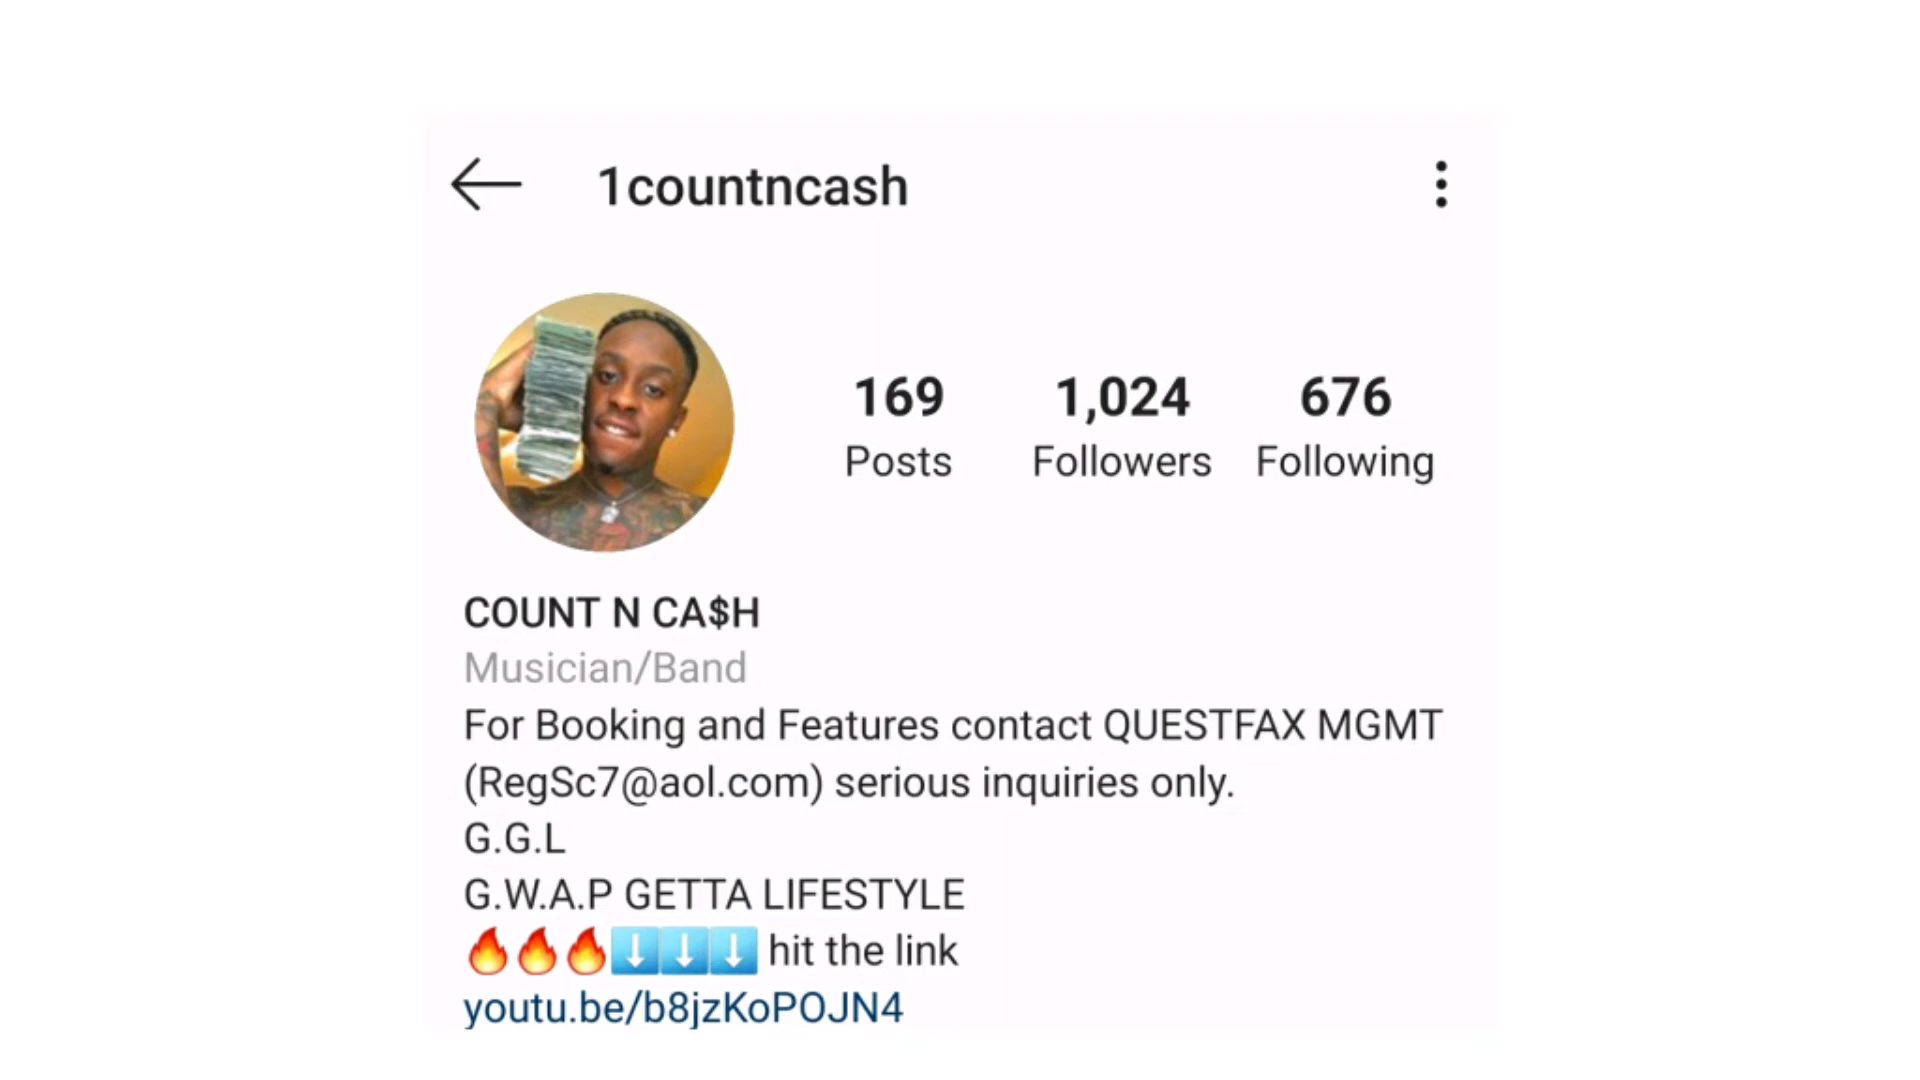 1countncash
169 1,024 676
Posts Followers Following
COUNT N CA$H
Musician/Band
For Booking and Features contact QUESTFAX MGMT
(RegSc7@aol.com) serious inquiries only.
G.G.L
G.W.A.P GETTA LIFESTYLE
🔥🔥🔥⬇️⬇️⬇️ hit the link
youtu.be/b8jzKoPOJN4